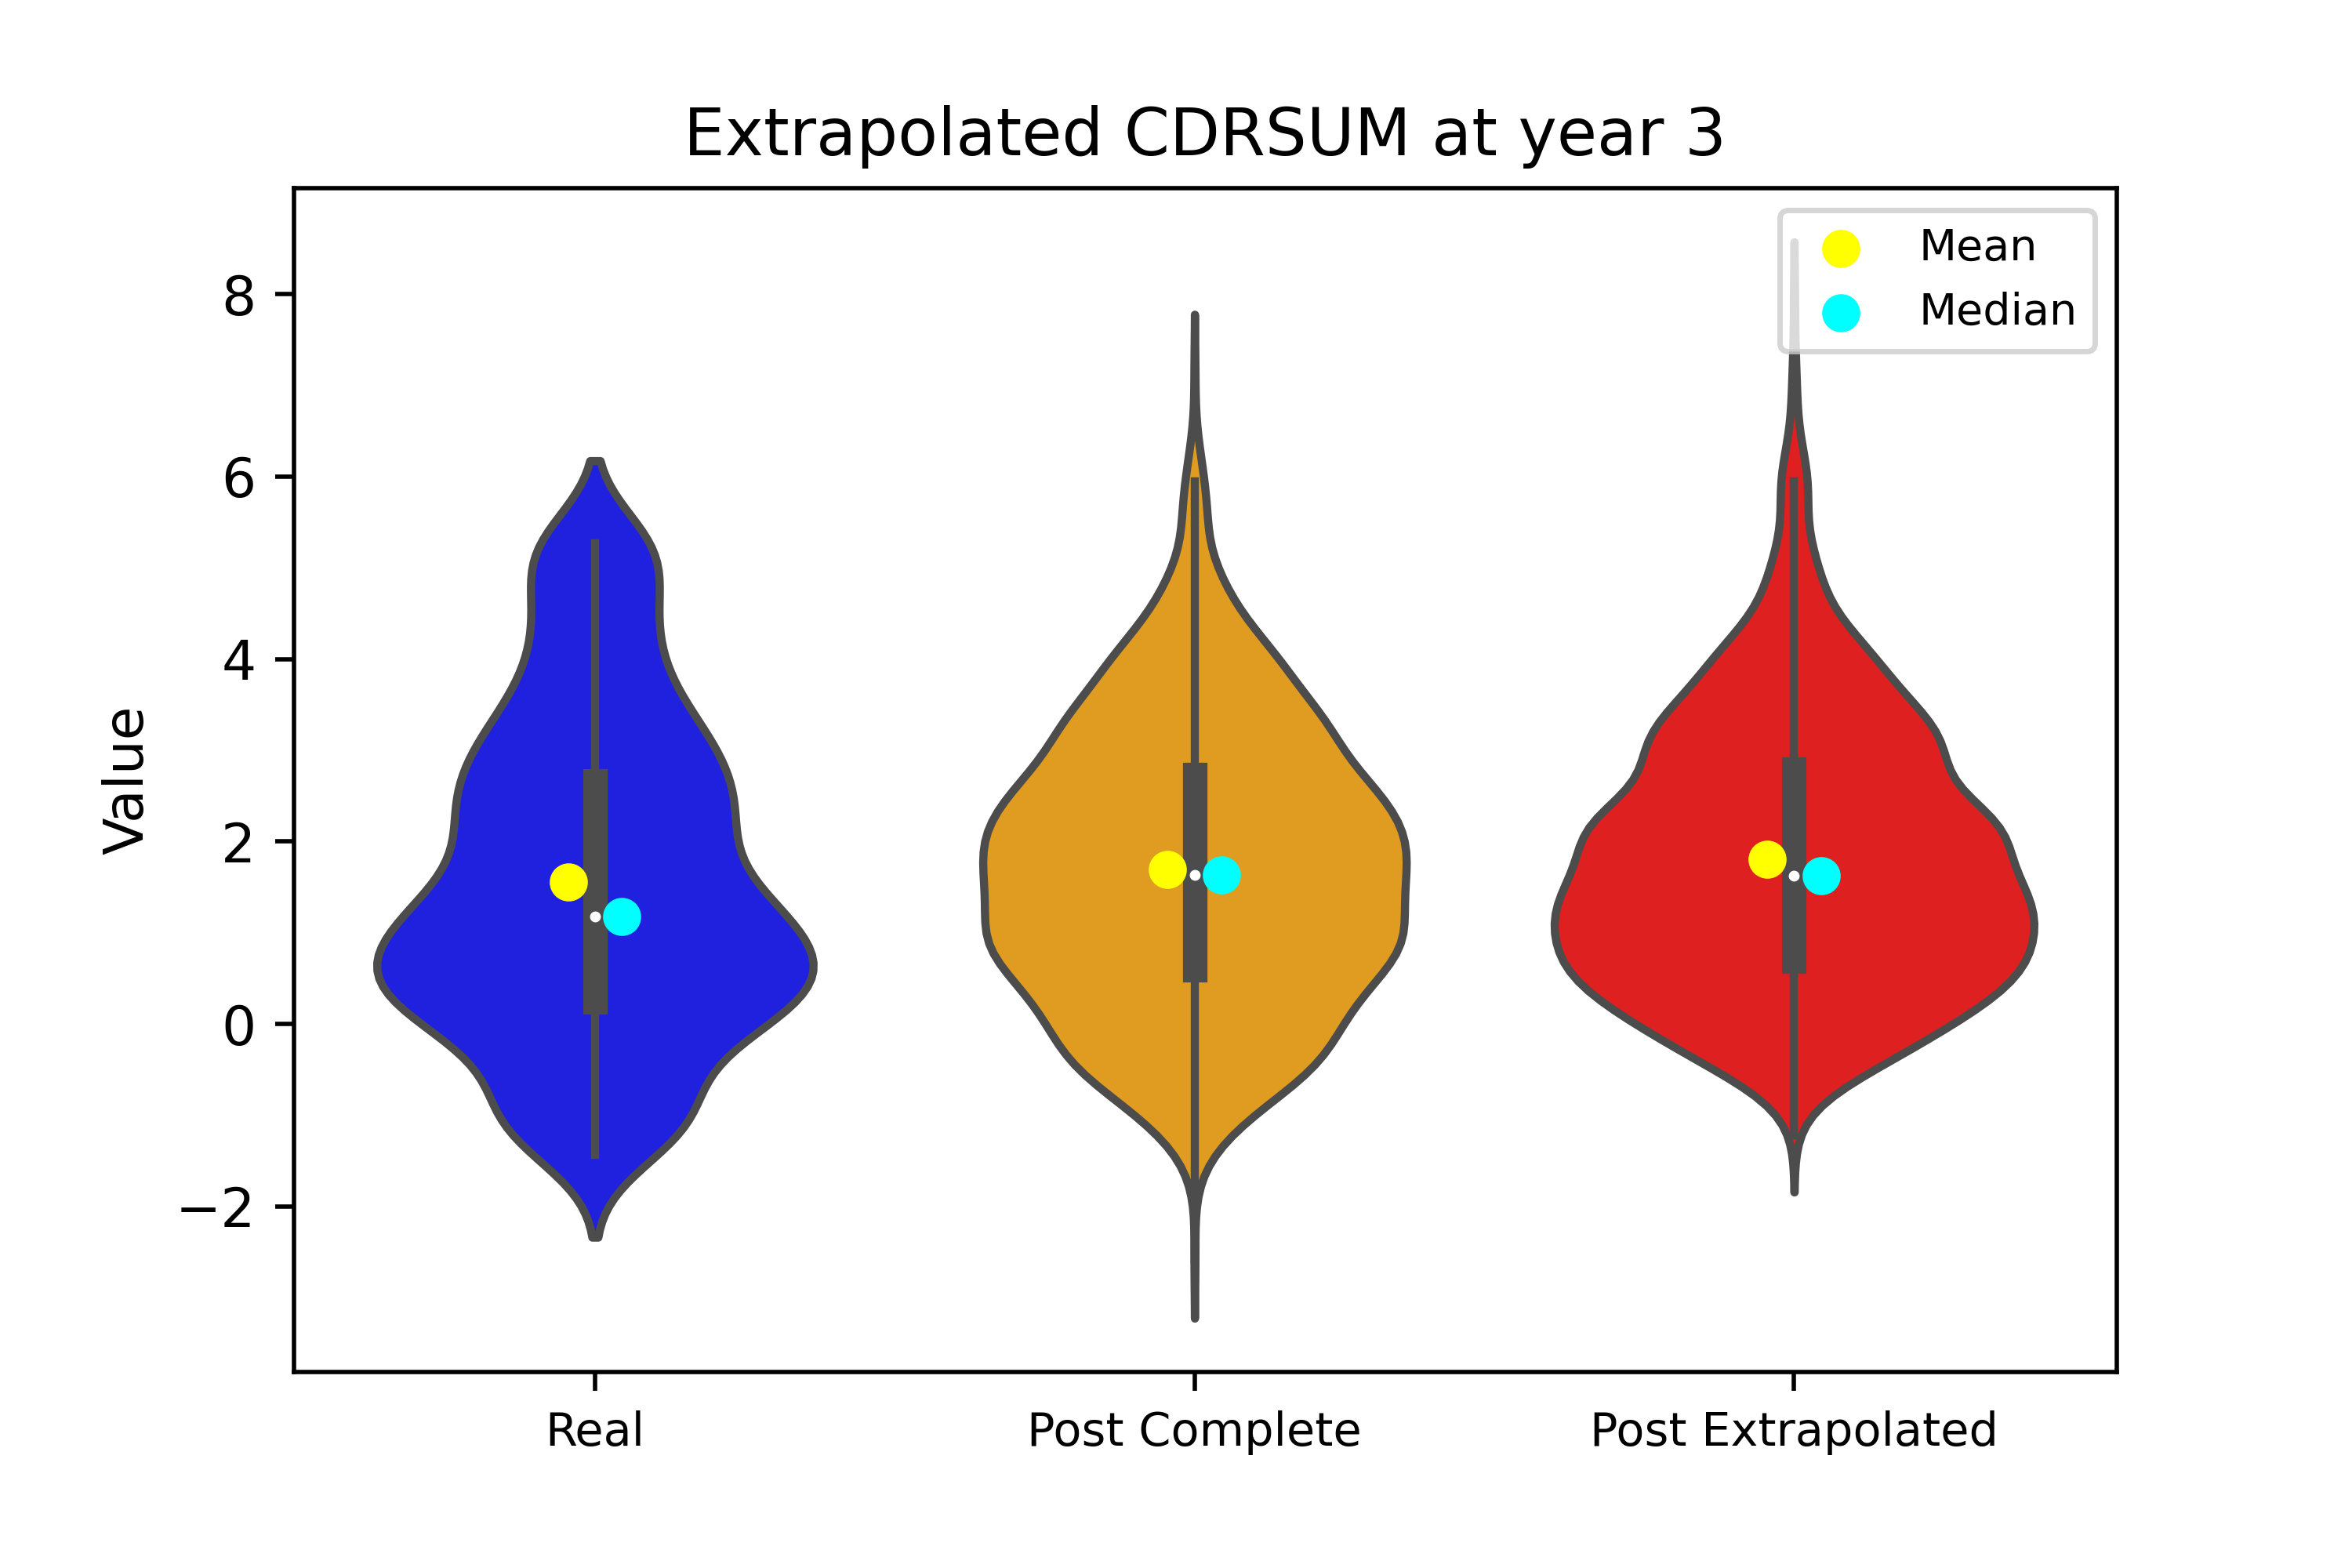 Extrapolated CDRSUM at year 3
Mean
Median
8
6
4
2
0
−2
Value
Real
Post Complete
Post Extrapolated